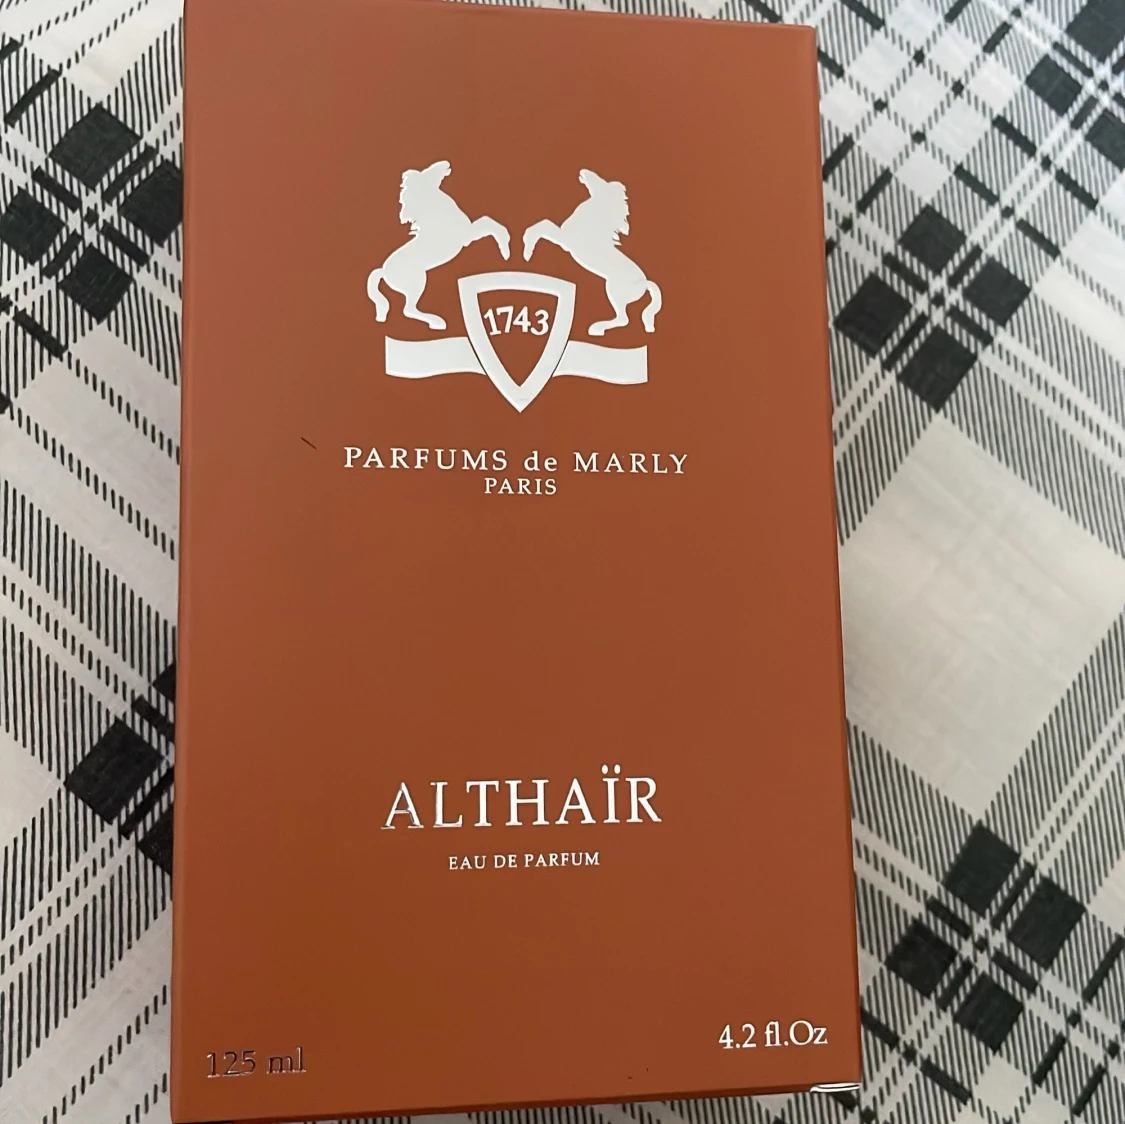 1743
PARFUMS de MARLY
PARIS
ALTHAÏR
EAU DE PARFUM
125 ml
4.2 fl.Oz